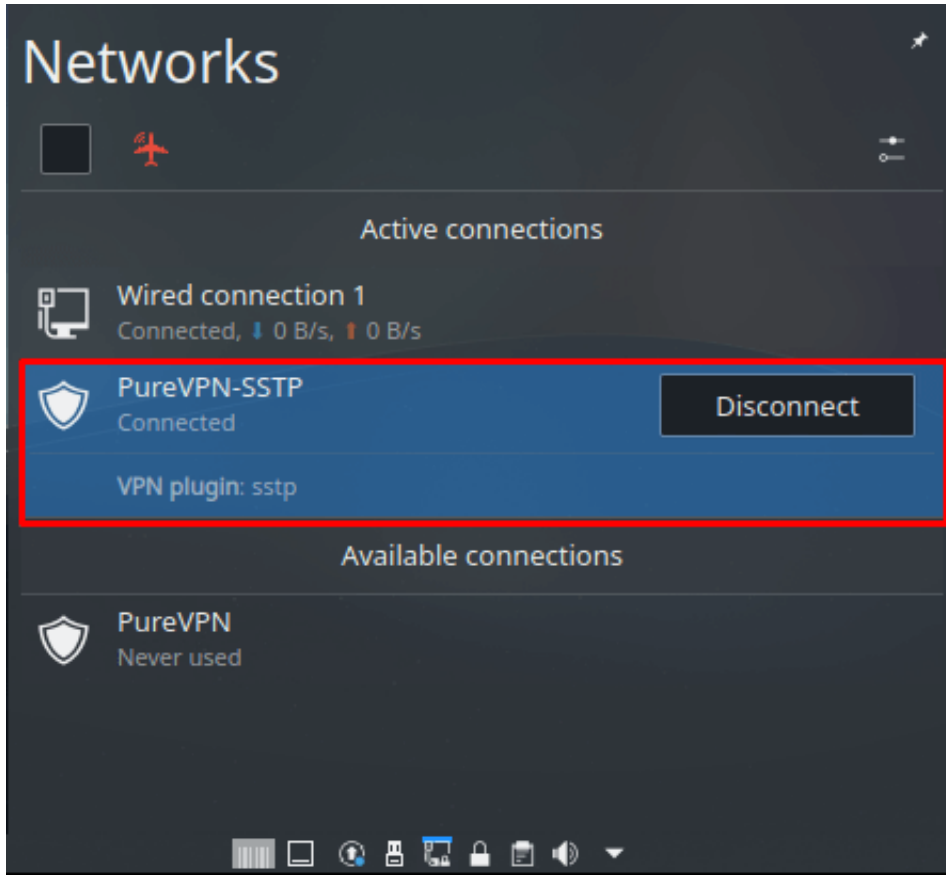 Networks
Active connections
Wired connection 1
Connected, ⬇ 0 B/s, ⬆ 0 B/s
PureVPN-SSTP
Connected
Disconnect
VPN plugin: sstp
Available connections
PureVPN
Never used